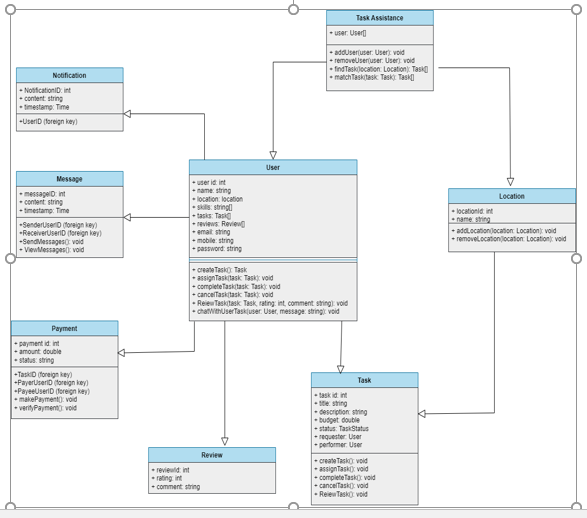 Task Assistance
+ user: User[]
+ addUser(user: User): void
+ removeUser(user: User): void
+ findTask(location: Location): Task[]
+ matchTask(task: Task): Task[]
Notification
+ NotificationID: int
+ content: string
+ timestamp: Time
+UserID (foreign key)
Message
+ messageID: int
+ content: string
+ timestamp: Time
+SenderUserID (foreign key)
+ReceiverUserID (foreign key)
+SendMessages(): void
+ ViewMessages(): void
User
+ user id: int
+ name: string
+ location: location
+ skills: string[]
+ tasks: Task[]
+ reviews: Review[]
+ email: string
+ mobile: string
+ password: string
+ createTask(): Task
+ assignTask(task: Task): void
+ completeTask(task: Task): void
+ cancelTask(task: Task): void
+ ReiewTask(task: Task, rating: int, comment: string): void
+ chatWithUserTask(user: User, message: string): void
Location
+ locationId: int
+ name: string
+ addLocation(location: Location): void
+ removeLocation(location: Location): void
Payment
+ payment id: int
+ amount: double
+ status: string
+TaskID (foreign key)
+PayerUserID (foreign key)
+PayeeUserID (foreign key)
+ makePayment(): void
+ verifyPayment(): void
Task
+ task id: int
+ title: string
+ description: string
+ budget: double
+ status: TaskStatus
+ requester: User
+ performer: User
+ createTask(): void
+ assignTask(): void
+ completeTask(): void
+ cancelTask(): void
+ ReiewTask(): void
Review
+ reviewId: int
+ rating: int
+ comment: string